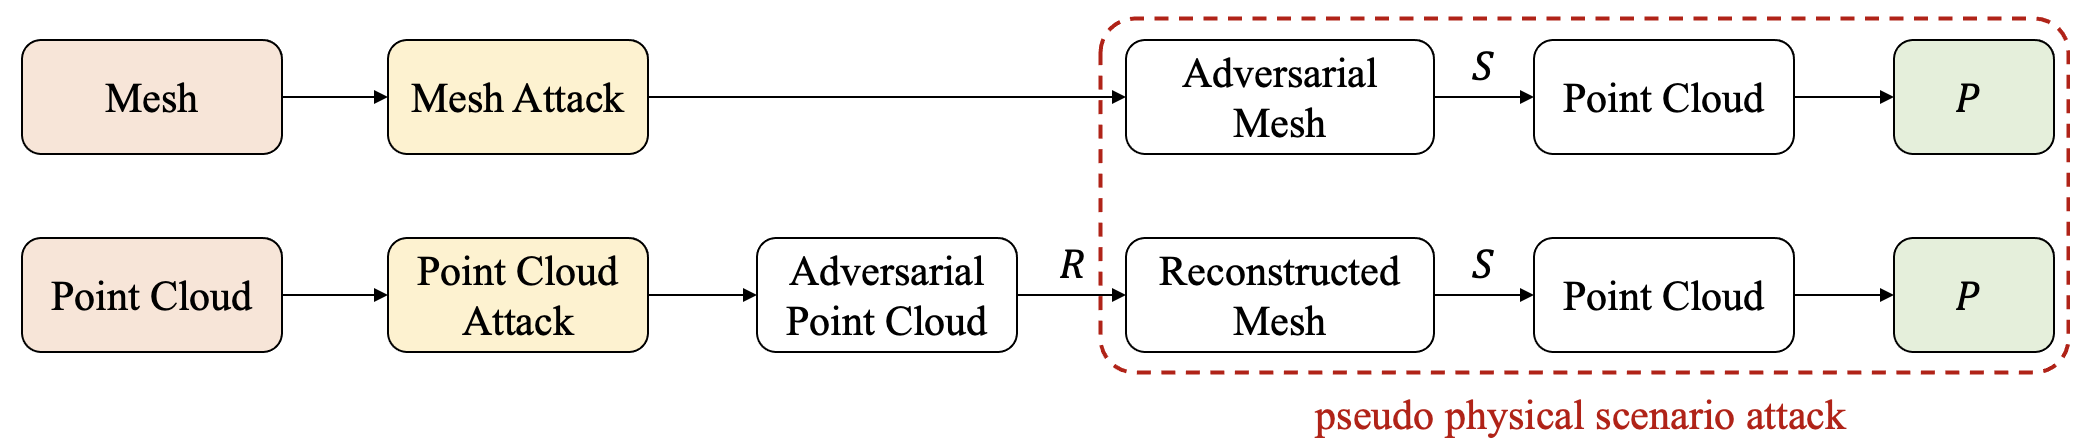 Mesh
Mesh Attack
Adversarial
Mesh
S
Point Cloud
P
Point Cloud
Point Cloud
Attack
Adversarial
Point Cloud
R
Reconstructed
Mesh
S
Point Cloud
P
pseudo physical scenario attack